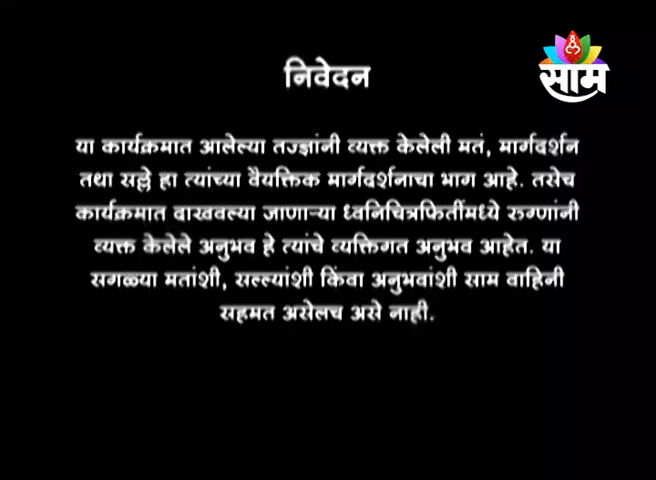 निवेदन
साम
या कार्यक्रमात आलेल्या तज्ज्ञांनी व्यक्त केलेली मतं, मार्गदर्शन
तथा सल्ले हा त्यांच्या वैयक्तिक मार्गदर्शनाचा भाग आहे. तसेच
कार्यक्रमात दाखवल्या जाणाऱ्या ध्वनिचित्रफितींमध्ये रुग्णांनी
व्यक्त केलेले अनुभव हे त्यांचे व्यक्तिगत अनुभव आहेत. या
सगळ्या मतांशी, सल्ल्यांशी किंवा अनुभवांशी साम वाहिनी
सहमत असेलच असे नाही.